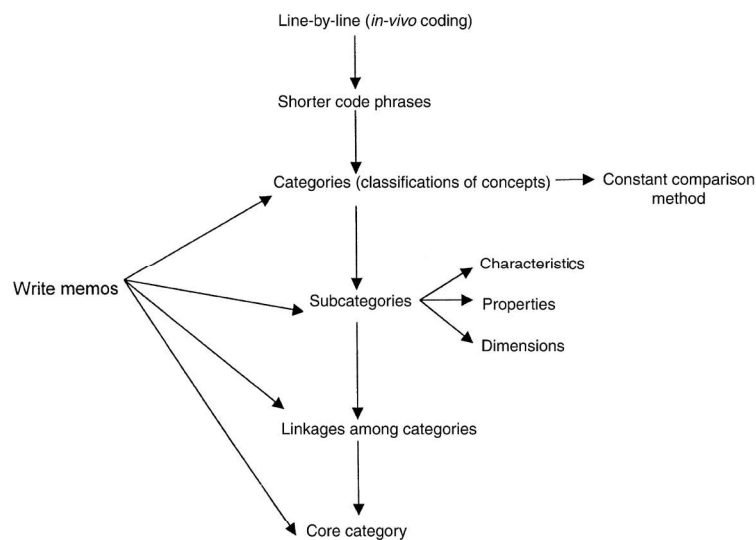 Line-by-line (in-vivo coding)
Shorter code phrases
Categories (classifications of concepts)
Constant comparison
method
Characteristics
Write memos
Subcategories
Properties
Dimensions
Linkages among categories
Core category